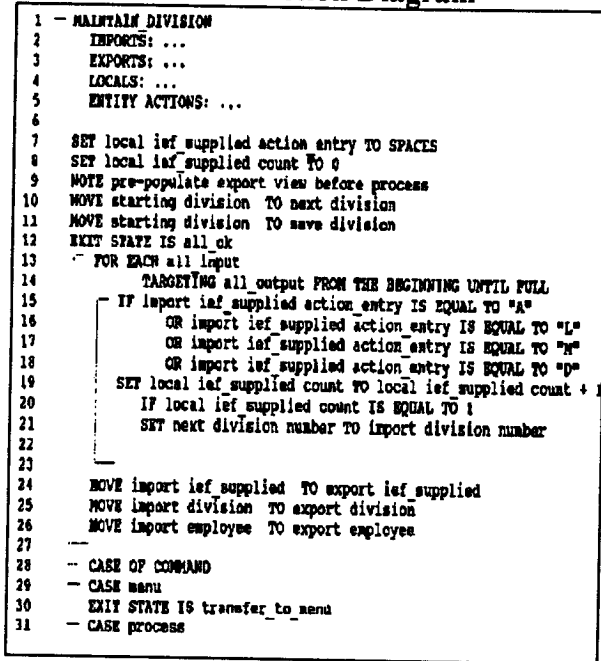 Diagram
1 MAINTAIN_DIVISION
2 IMPORTS: ...
3 EXPORTS: ...
4 LOCALS: ...
5 ENTITY ACTIONS: ...
6
7 SET local ief_supplied action entry TO SPACES
8 SET local ief_supplied count TO 0
9 NOTE pre-populate export view before process
10 MOVE starting division TO next division
11 MOVE starting division TO save division
12 EXIT STATE IS all_ok
13 FOR EACH all input
14 TARGETING all_output FROM THE BEGINNING UNTIL FULL
15 IF import ief_supplied action_entry IS EQUAL TO "A"
16 OR import ief_supplied action_entry IS EQUAL TO "L"
17 OR import ief_supplied action_entry IS EQUAL TO "M"
18 OR import ief_supplied action_entry IS EQUAL TO "D"
19 SET local ief_supplied count TO local ief_supplied count + 1
20 IF local ief_supplied count IS EQUAL TO 1
21 SET next division number TO import division number
22
23
24 MOVE import ief_supplied TO export ief_supplied
25 MOVE import division TO export division
26 MOVE import employee TO export employee
27
28 -- CASE OF COMMAND
29 — CASE menu
30 EXIT STATE IS transfer_to_menu
31 — CASE process